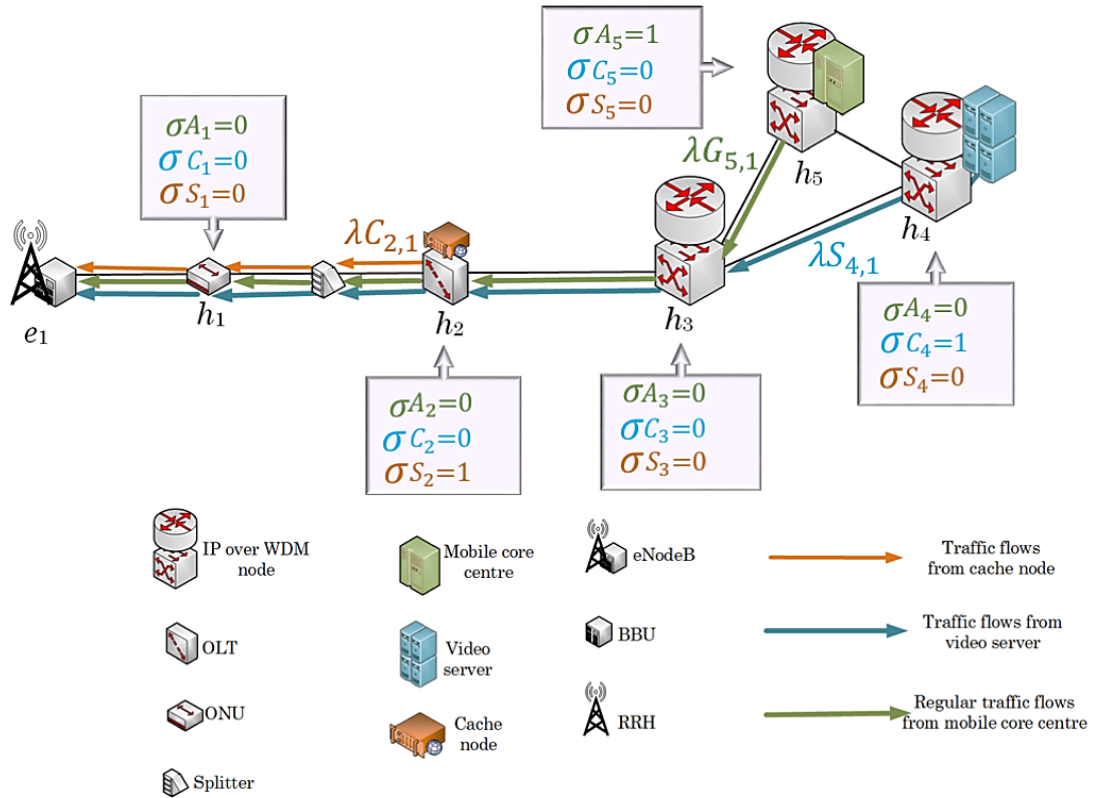 σA₅=1
σC₅=0
σS₅=0
σA₁=0
σC₁=0
σS₁=0
λG₅,₁
h₅
h₄
λC₂,₁
λS₄,₁
e₁
h₁
h₂
h₃
σA₄=0
σC₄=1
σS₄=0
σA₂=0
σC₂=0
σS₂=1
σA₃=0
σC₃=0
σS₃=0
IP over WDM
node
OLT
ONU
Splitter
Mobile core
centre
Video
server
Cache
node
eNodeB
BBU
RRH
Traffic flows
from cache node
Traffic flows from
video server
Regular traffic flows
from mobile core centre